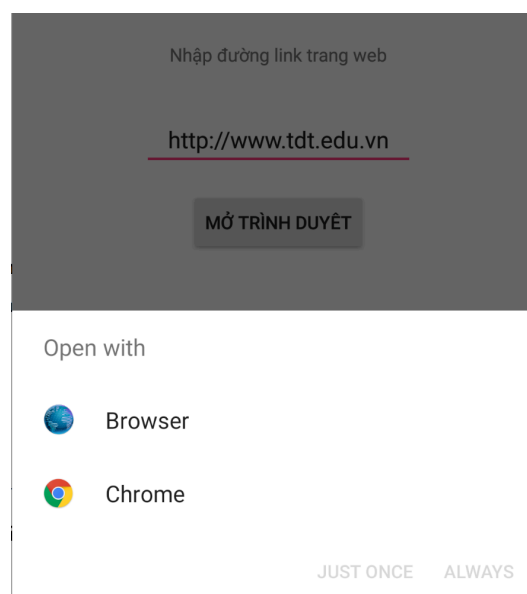 Nhập đường link trang web
http://www.tdt.edu.vn
MỞ TRÌNH DUYÊT
Open with
Browser
Chrome
JUST ONCE ALWAYS